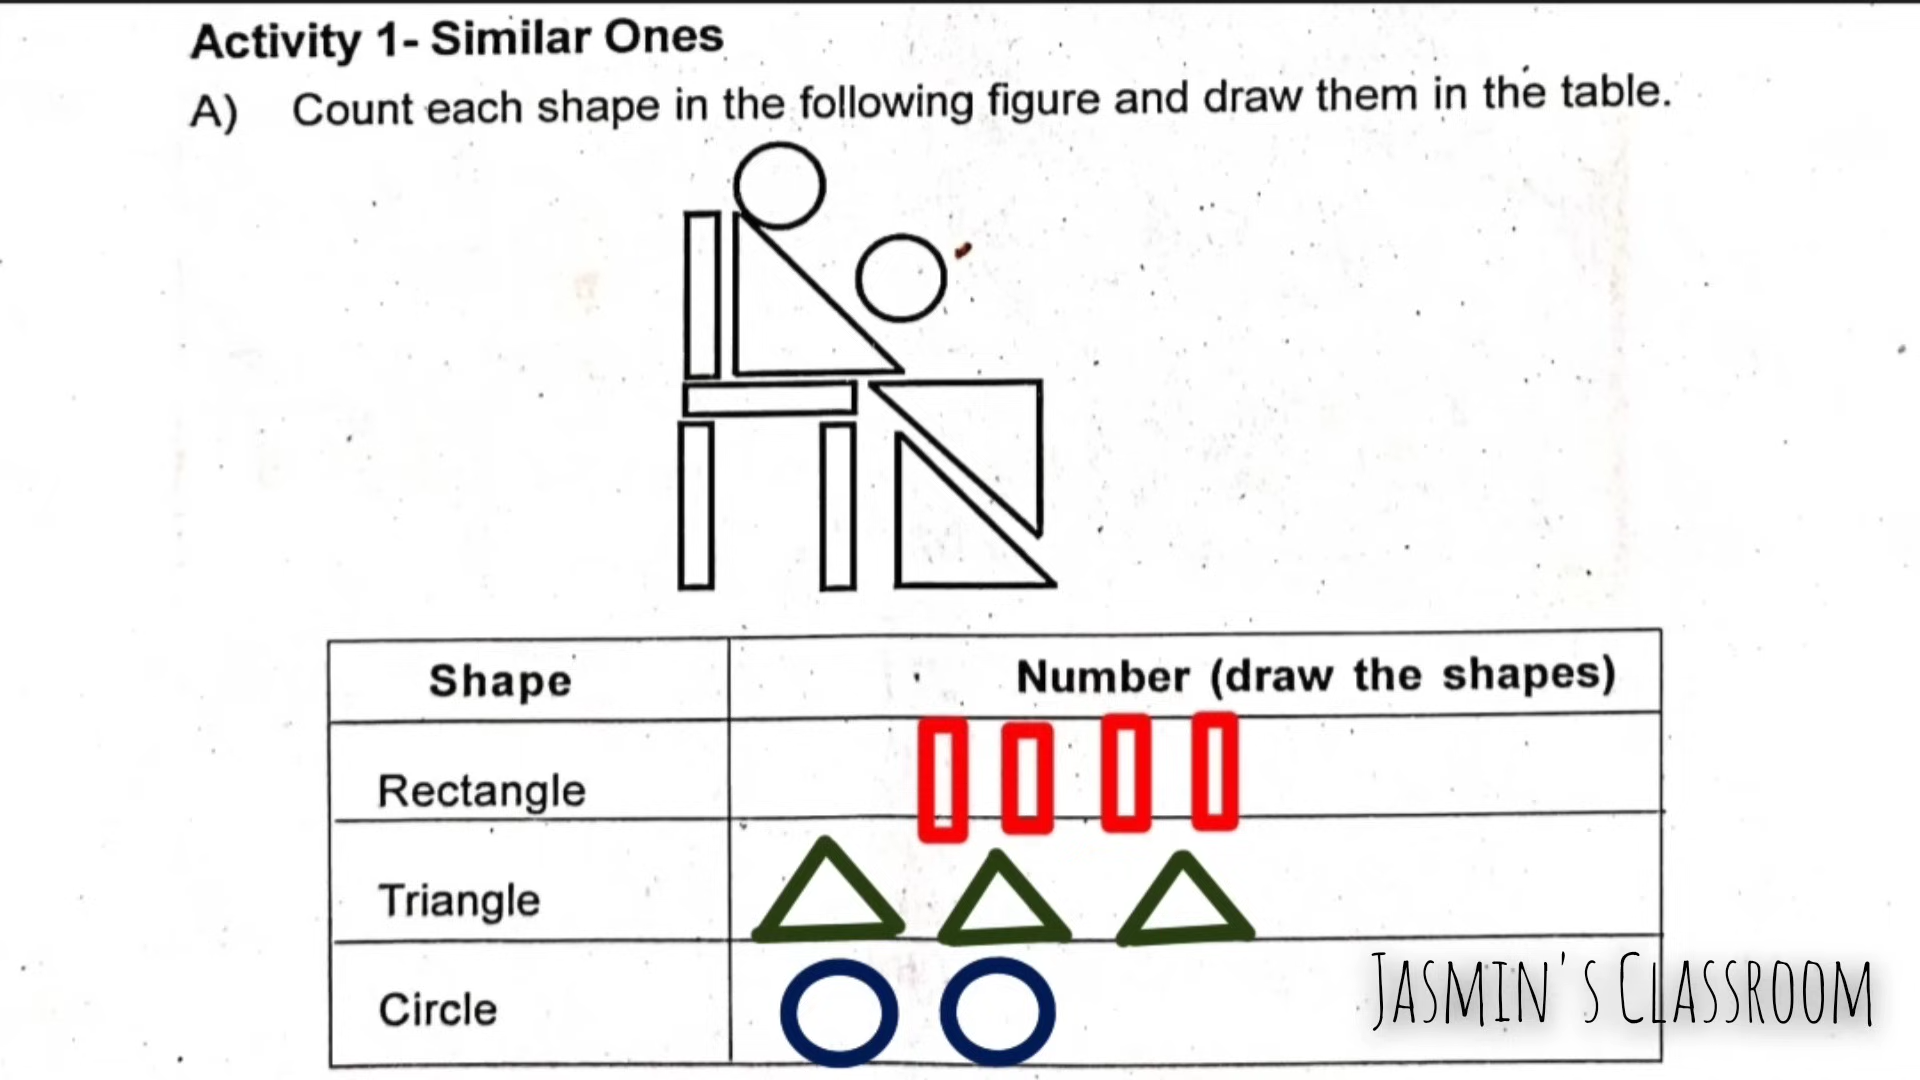 Activity 1- Similar Ones
A) Count each shape in the following figure and draw them in the table.
Shape Number (draw the shapes)
Rectangle
Triangle
Circle
JASMIN'S CLASSROOM